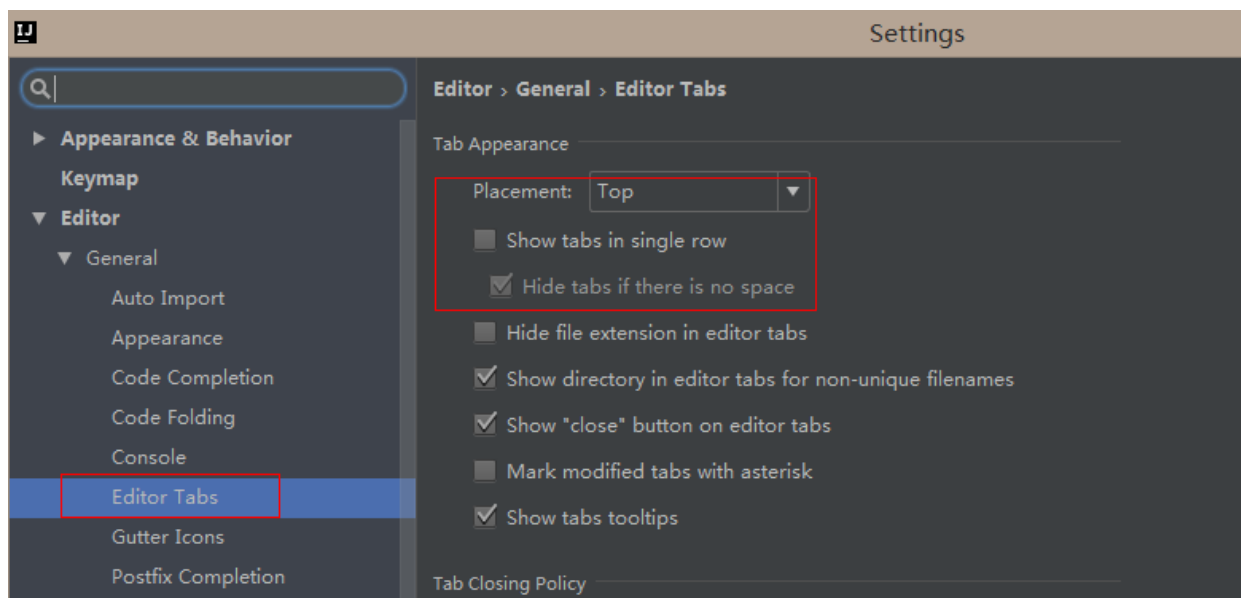 IJ
Settings
Appearance & Behavior
Keymap
Editor
General
Auto Import
Appearance
Code Completion
Code Folding
Console
Editor Tabs
Gutter Icons
Postfix Completion
Editor › General › Editor Tabs
Tab Appearance
Placement: Top
Show tabs in single row
Hide tabs if there is no space
Hide file extension in editor tabs
Show directory in editor tabs for non-unique filenames
Show "close" button on editor tabs
Mark modified tabs with asterisk
Show tabs tooltips
Tab Closing Policy